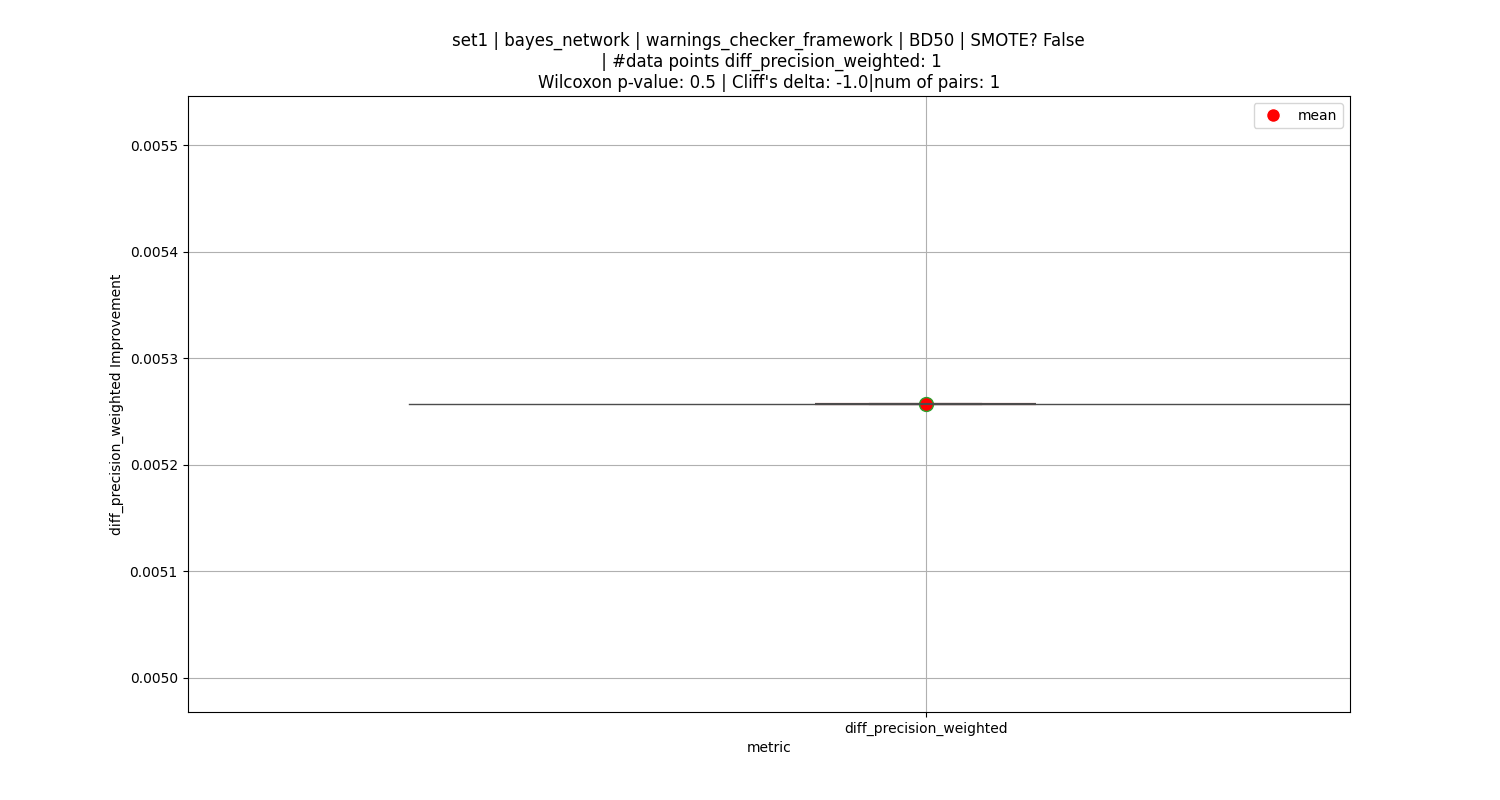 set1 | bayes_network | warnings_checker_framework | BD50 | SMOTE? False
| #data points diff_precision_weighted: 1
Wilcoxon p-value: 0.5 | Cliff's delta: -1.0|num of pairs: 1
mean
0.0055
0.0054
0.0053
0.0052
0.0051
0.0050
diff_precision_weighted Improvement
diff_precision_weighted
metric